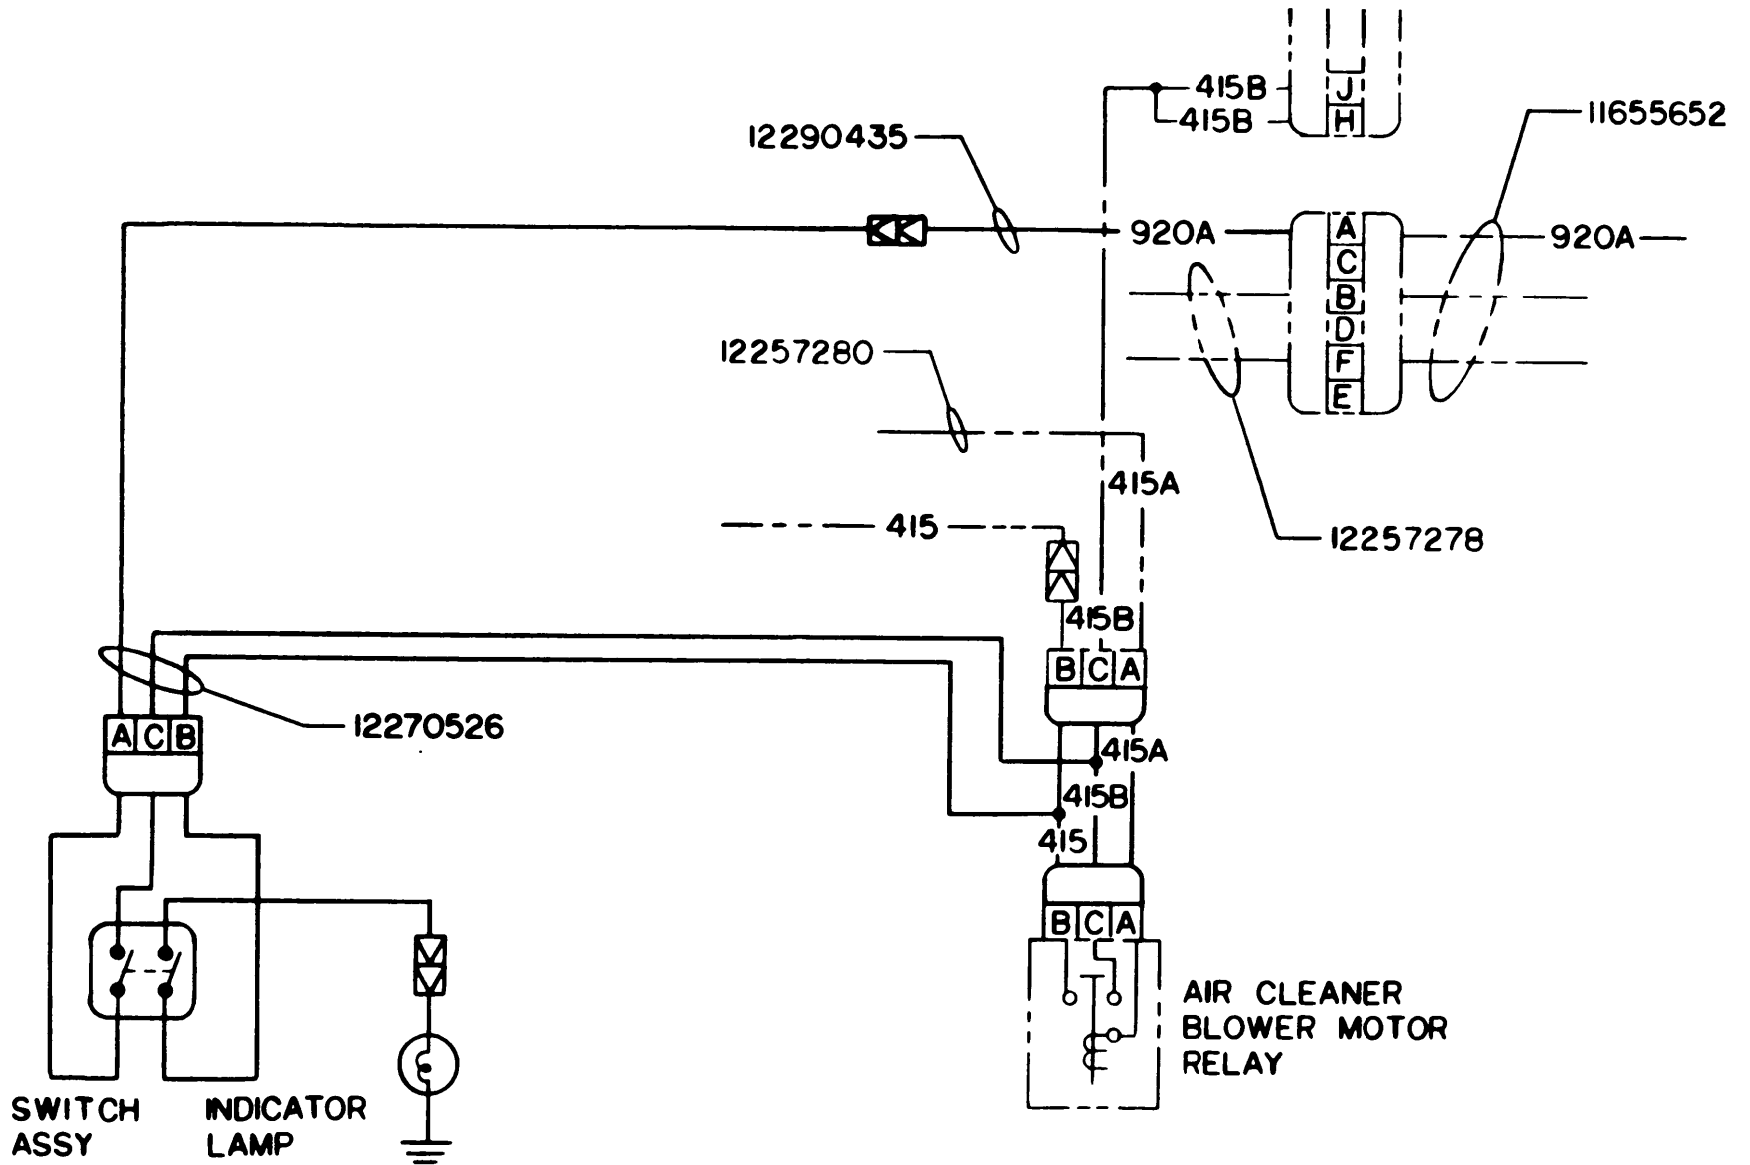 415B
J
415B
H
11655652
12290435
920A
A
920A
C
B
D
F
E
12257280
415A
415
12257278
415B
B C A
12270526
A C B
415A
415B
415
B C A
AIR CLEANER
BLOWER MOTOR
RELAY
SWITCH
ASSY
INDICATOR
LAMP